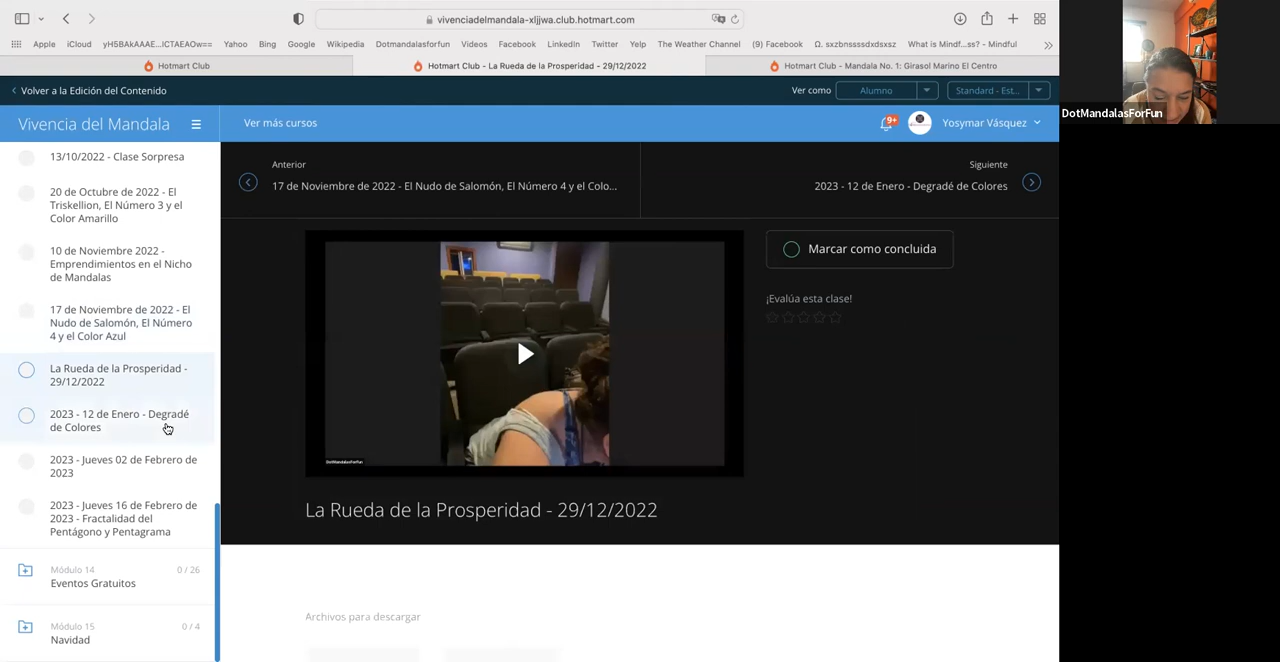 vivenciadelmandala-xljjwa.club.hotmart.com
Apple iCloud yH5BAkAAAE...ICTAEAOw== Yahoo Bing Google Wikipedia Dotmandalasforfun Videos Facebook LinkedIn Twitter Yelp The Weather Channel (9) Facebook Ω. sxzbnssssdxdsxsz What is Mindf...ss? - Mindful
Hotmart Club
Hotmart Club - La Rueda de la Prosperidad - 29/12/2022
Hotmart Club - Mandala No. 1: Girasol Marino El Centro
Volver a la Edición del Contenido
Ver como
Alumno
Standard - Est...
Vivencia del Mandala
Ver más cursos
9+
Yosymar Vásquez
13/10/2022 - Clase Sorpresa
20 de Octubre de 2022 - El
Triskellion, El Número 3 y el
Color Amarillo
10 de Noviembre 2022 -
Emprendimientos en el Nicho
de Mandalas
17 de Noviembre de 2022 - El
Nudo de Salomón, El Número
4 y el Color Azul
La Rueda de la Prosperidad -
29/12/2022
2023 - 12 de Enero - Degradé
de Colores
2023 - Jueves 02 de Febrero de
2023
2023 - Jueves 16 de Febrero de
2023 - Fractalidad del
Pentágono y Pentagrama
Módulo 14 0 / 26
Eventos Gratuitos
Módulo 15 0 / 4
Navidad
Anterior
17 de Noviembre de 2022 - El Nudo de Salomón, El Número 4 y el Colo...
Siguiente
2023 - 12 de Enero - Degradé de Colores
DotMandalasForFun
Marcar como concluida
¡Evalúa esta clase!
La Rueda de la Prosperidad - 29/12/2022
Archivos para descargar
DotMandalasForFun